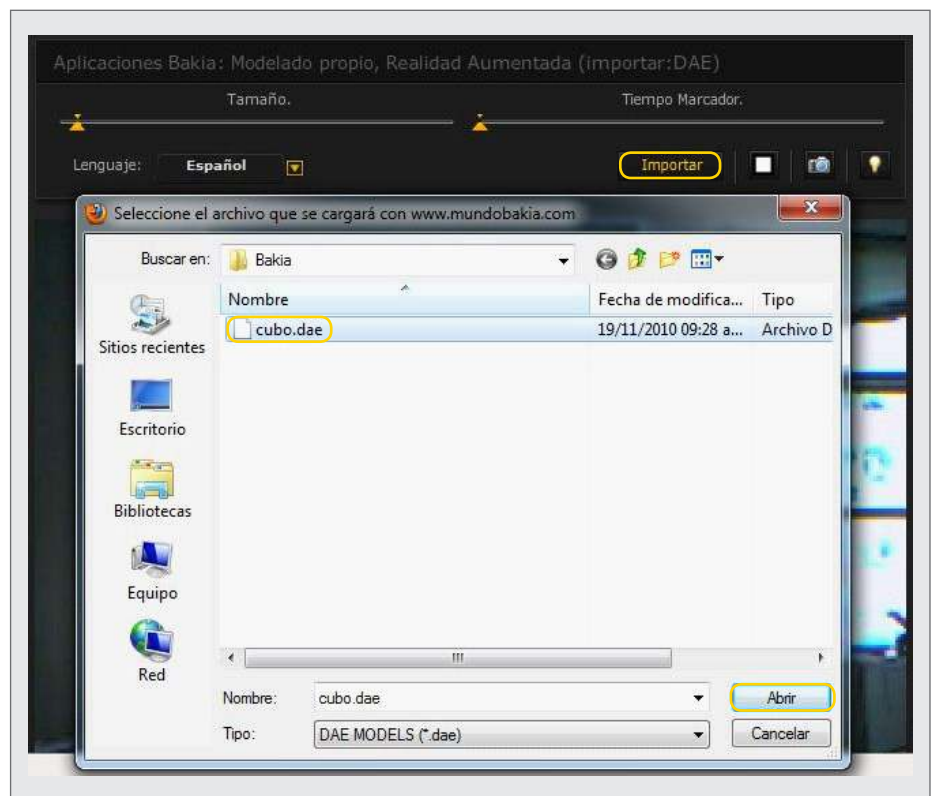 Aplicaciones Bakia: Modelado propio, Realidad Aumentada (importar:DAE)
Tamaño. Tiempo Marcador.
Lenguaje: Español Importar
Seleccione el archivo que se cargará con www.mundobakia.com
Buscar en: Bakia
Nombre Fecha de modifica... Tipo
cubo.dae 19/11/2010 09:28 a... Archivo D
Sitios recientes
Escritorio
Bibliotecas
Equipo
Red
Nombre: cubo.dae Abrir
Tipo: DAE MODELS (*.dae) Cancelar